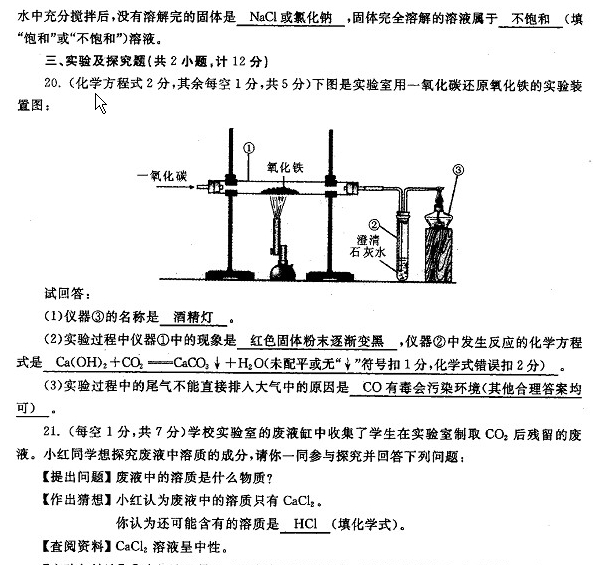 水中充分搅拌后,没有溶解完的固体是 NaCl 或氯化钠 ,固体完全溶解的溶液属于 不饱和 (填
“饱和”或“不饱和”)溶液。
三、实验及探究题(共 2 小题,计 12 分)
20.(化学方程式 2 分,其余每空 1 分,共 5 分)下图是实验室用一氧化碳还原氧化铁的实验装
置图:
①
氧化铁
③
一氧化碳
②
澄清
石灰水
试回答:
(1)仪器③的名称是 酒精灯 。
(2)实验过程中仪器①中的现象是 红色固体粉末逐渐变黑 ,仪器②中发生反应的化学方程
式是 Ca(OH)₂+CO₂══CaCO₃↓+H₂O(未配平或无“↓”符号扣 1 分,化学式错误扣 2 分) 。
(3)实验过程中的尾气不能直接排入大气中的原因是 CO 有毒会污染环境(其他合理答案均
可) 。
21.(每空 1 分,共 7 分)学校实验室的废液缸中收集了学生在实验室制取 CO₂ 后残留的废
液。小红同学想探究废液中溶质的成分,请你一同参与探究并回答下列问题:
【提出问题】废液中的溶质是什么物质?
【作出猜想】小红认为废液中的溶质只有 CaCl₂。
你认为还可能含有的溶质是 HCl (填化学式)。
【查阅资料】CaCl₂ 溶液呈中性。